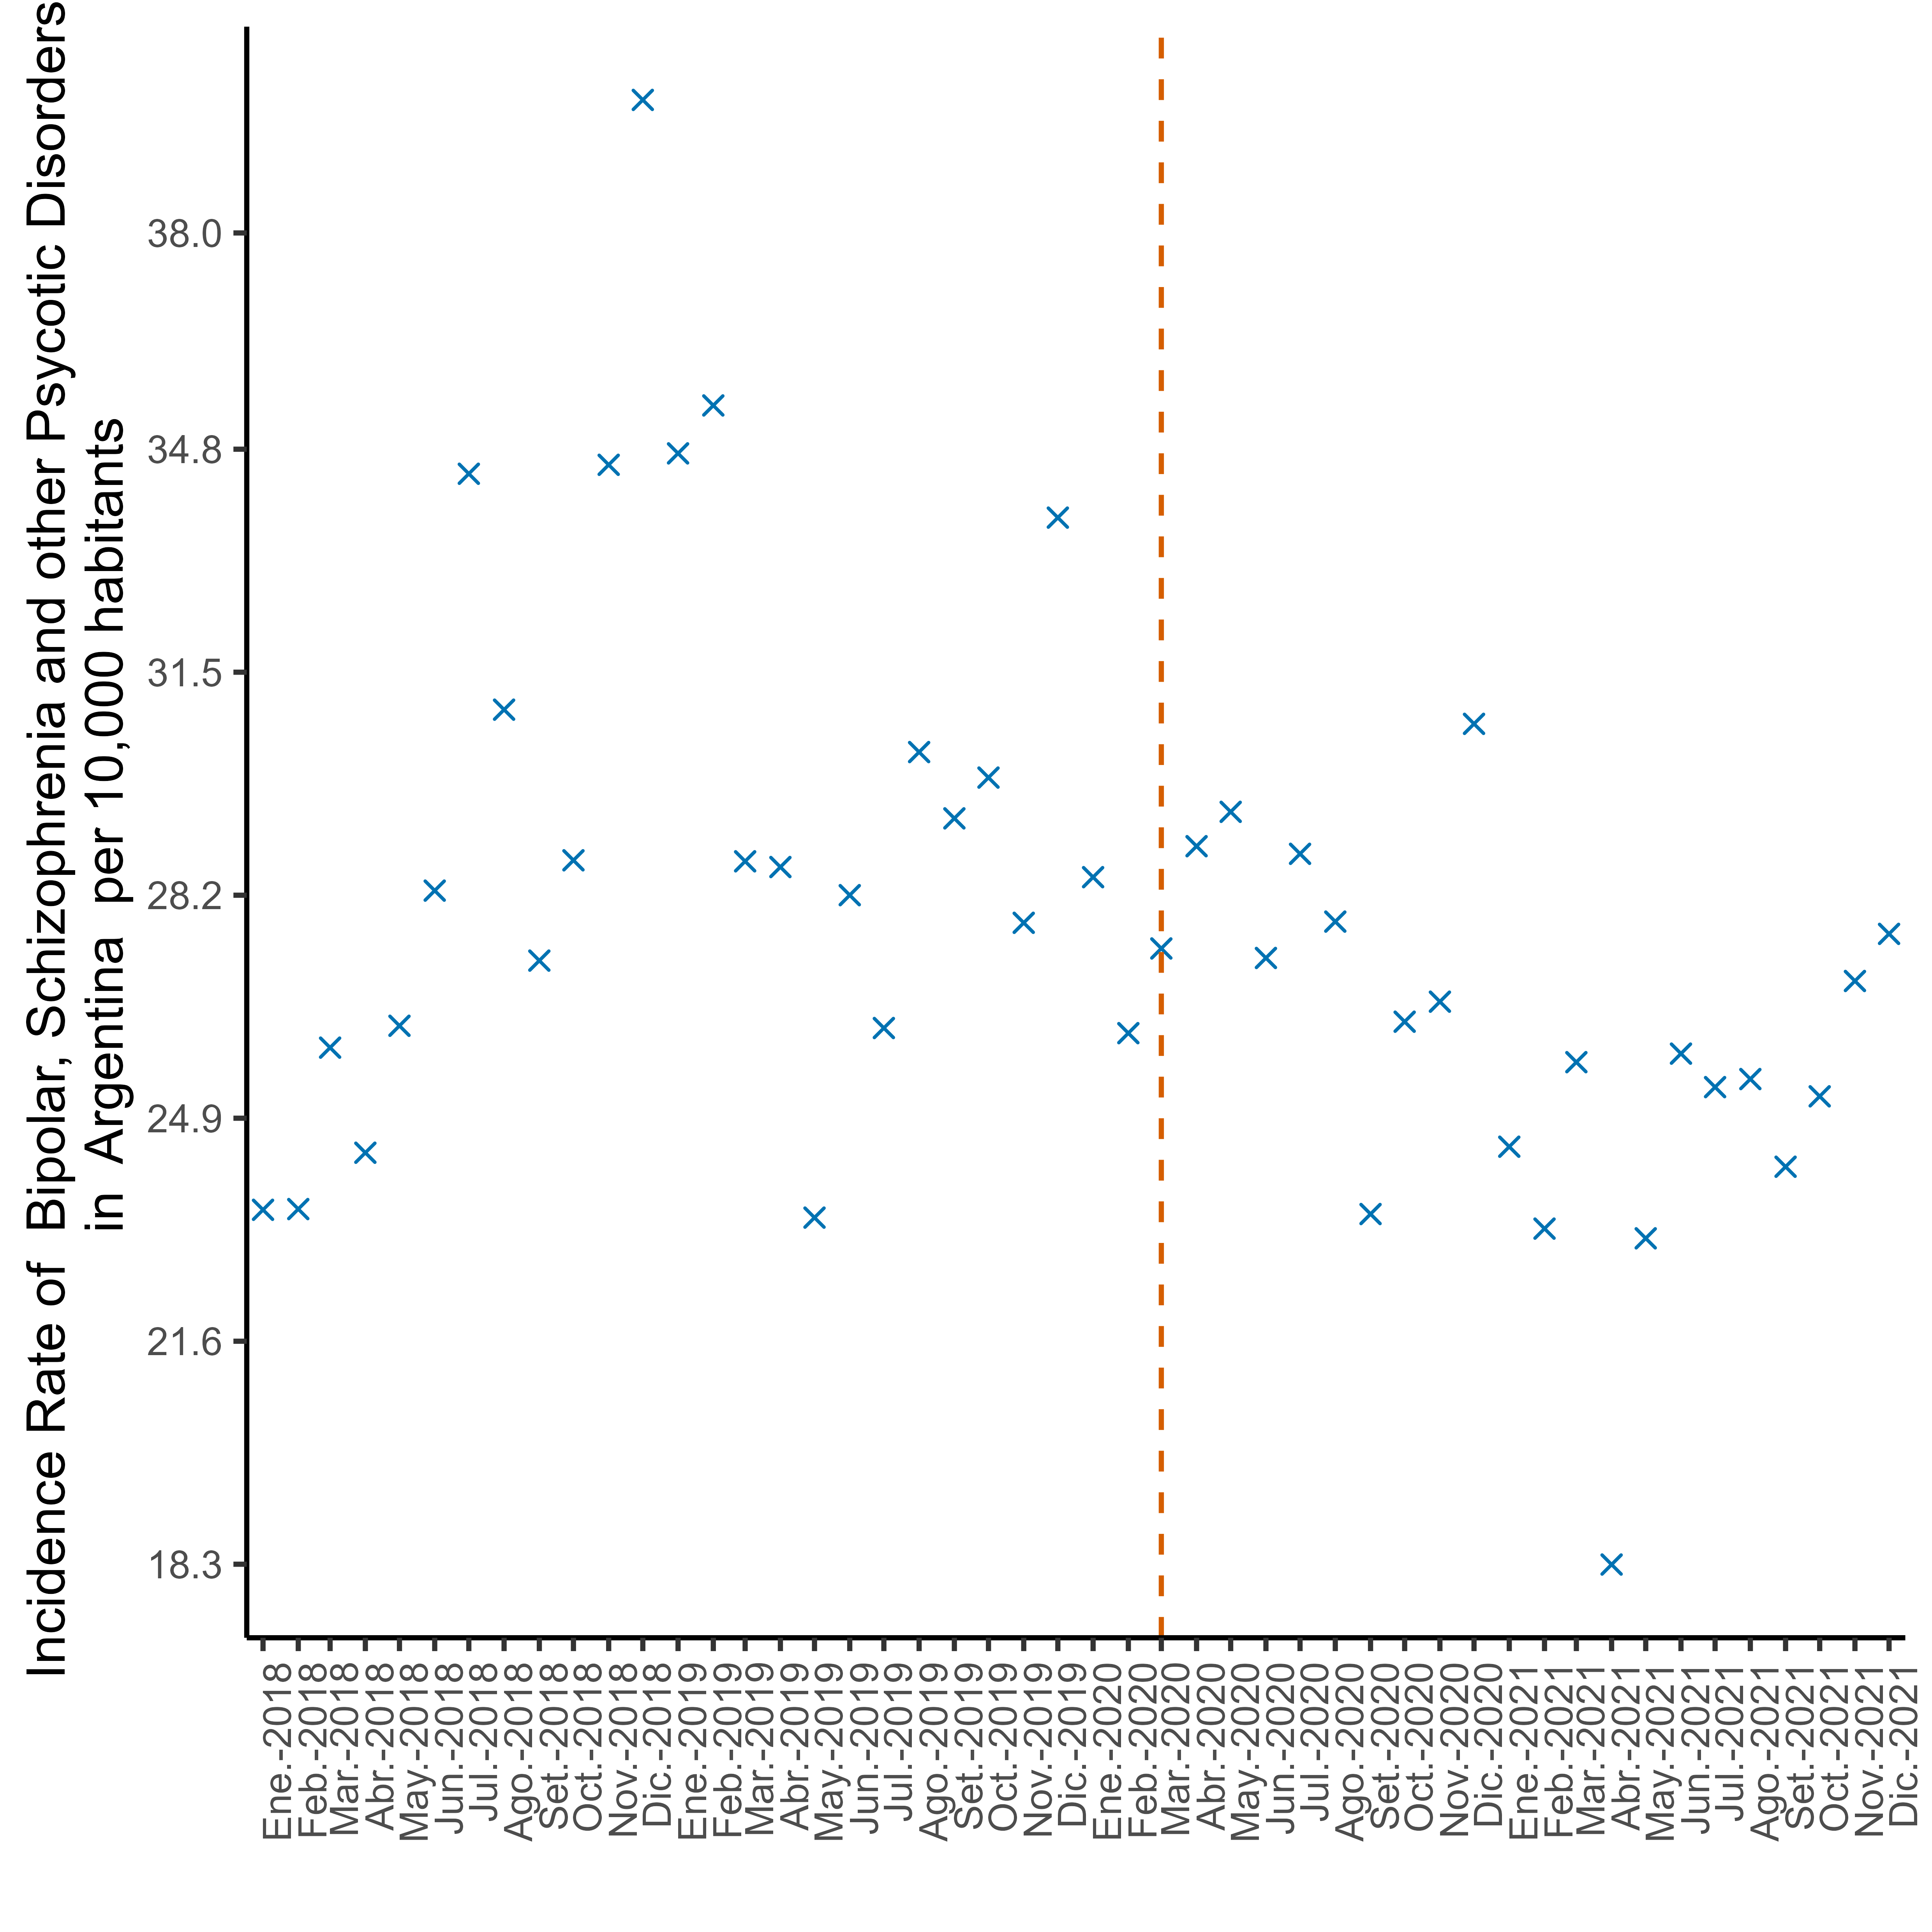 Incidence Rate of Bipolar, Schizophrenia and other Psycotic Disorders
in Argentina per 10,000 habitants
38.0
34.8
31.5
28.2
24.9
21.6
18.3
Ene.-2018
Feb.-2018
Mar.-2018
Abr.-2018
May.-2018
Jun.-2018
Jul.-2018
Ago.-2018
Set.-2018
Oct.-2018
Nov.-2018
Dic.-2018
Ene.-2019
Feb.-2019
Mar.-2019
Abr.-2019
May.-2019
Jun.-2019
Jul.-2019
Ago.-2019
Set.-2019
Oct.-2019
Nov.-2019
Dic.-2019
Ene.-2020
Feb.-2020
Mar.-2020
Abr.-2020
May.-2020
Jun.-2020
Jul.-2020
Ago.-2020
Set.-2020
Oct.-2020
Nov.-2020
Dic.-2020
Ene.-2021
Feb.-2021
Mar.-2021
Abr.-2021
May.-2021
Jun.-2021
Jul.-2021
Ago.-2021
Set.-2021
Oct.-2021
Nov.-2021
Dic.-2021